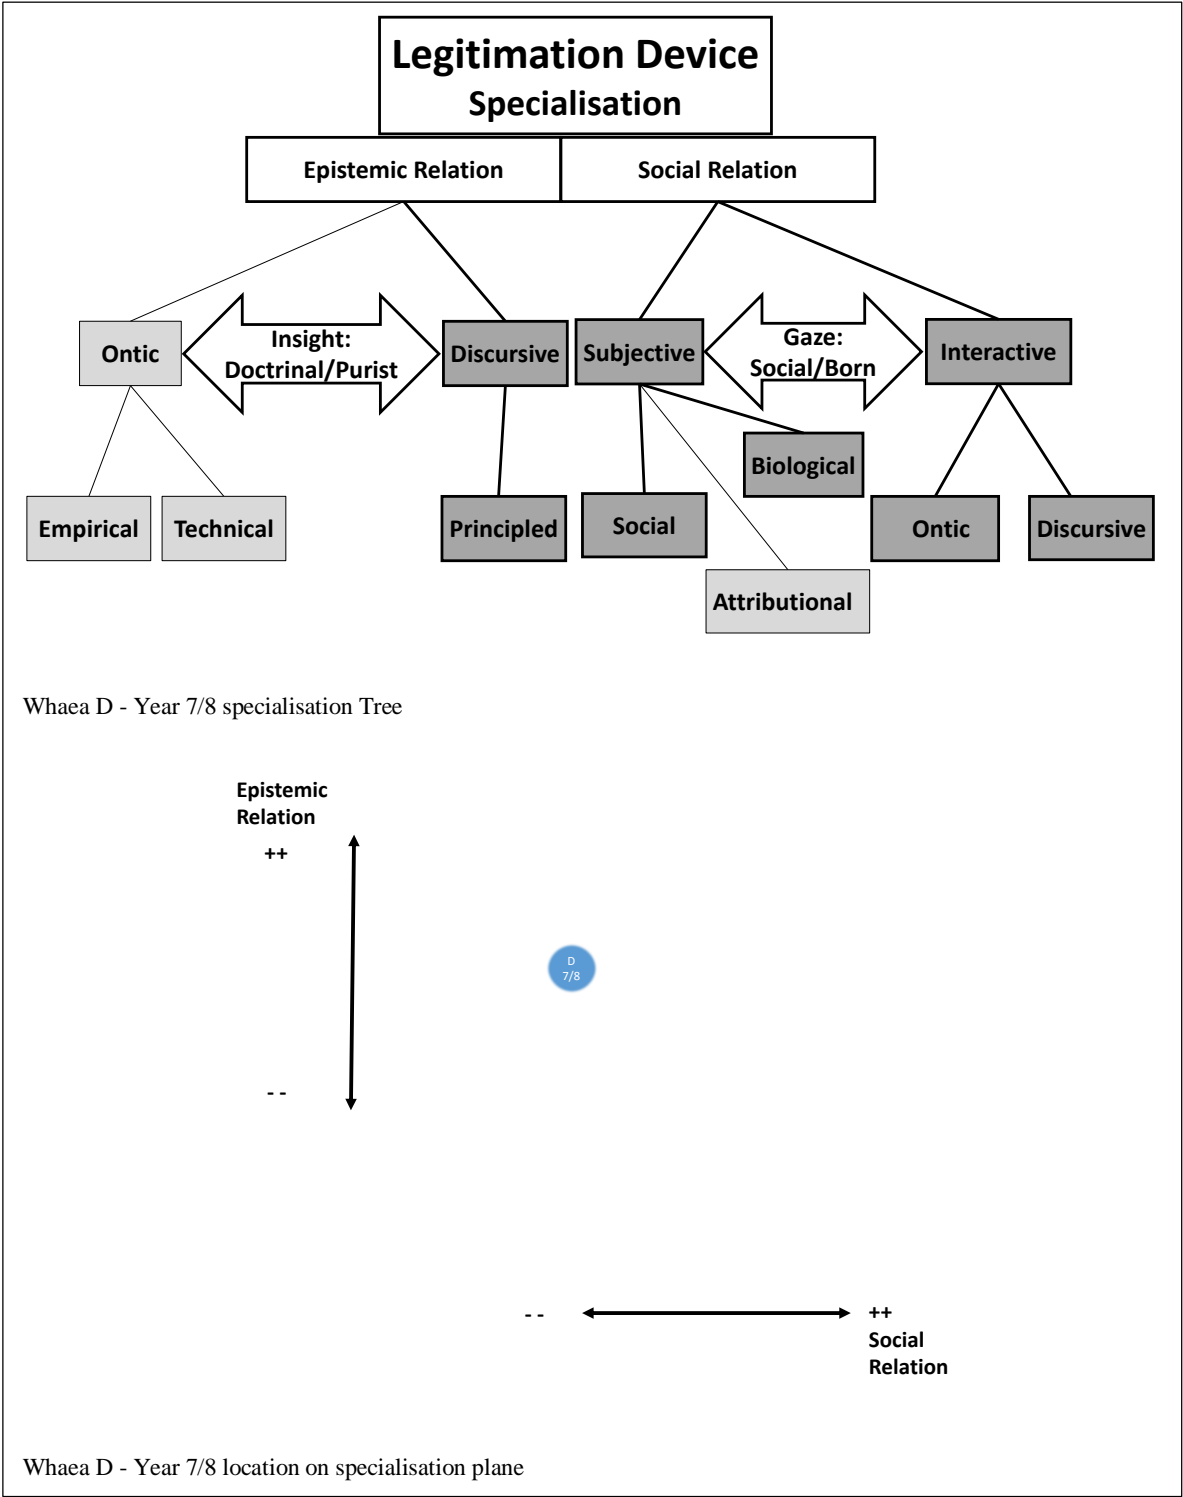 Legitimation Device
Specialisation
Epistemic Relation
Social Relation
Ontic
Insight:
Doctrinal/Purist
Discursive
Subjective
Gaze:
Social/Born
Interactive
Biological
Empirical
Technical
Principled
Social
Ontic
Discursive
Attributional
Whaea D - Year 7/8 specialisation Tree
Epistemic
Relation
++
D
7/8
- -
- -
++
Social
Relation
Whaea D - Year 7/8 location on specialisation plane